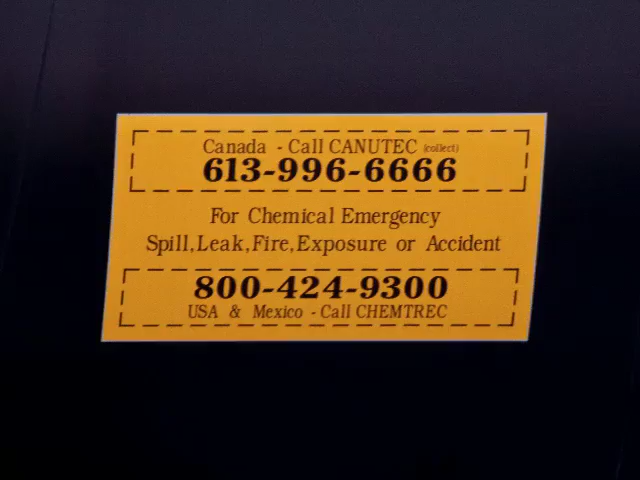 Canada - Call CANUTEC (collect)
613-996-6666
For Chemical Emergency
Spill, Leak, Fire, Exposure or Accident
800-424-9300
USA & Mexico - Call CHEMTREC